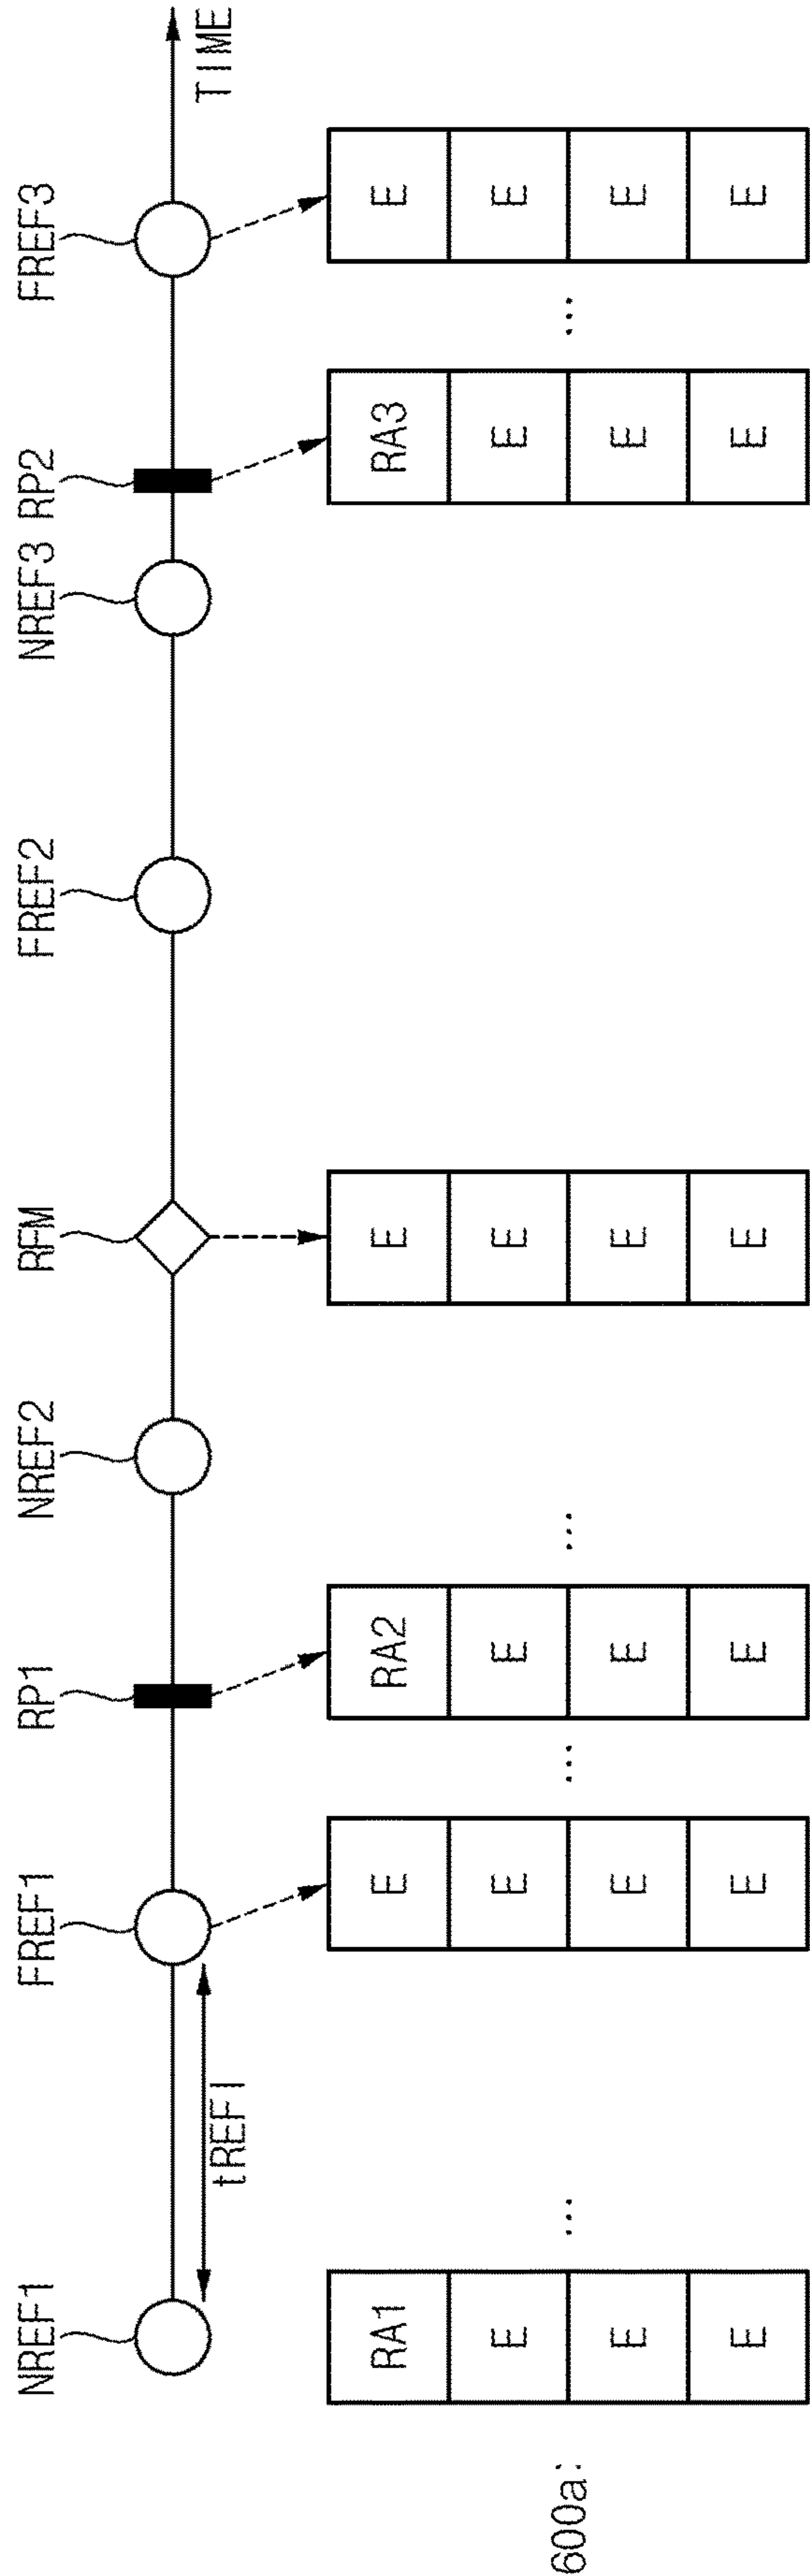 NREF1 FREF1 RP1 NREF2 RFM FREF2 NREF3 RP2 FREF3
TIME
tREFI
600a:
RA1 E RA2 E RA3 E
E E E E E E
E E E E E E
E E E E E E
... ... ... ...